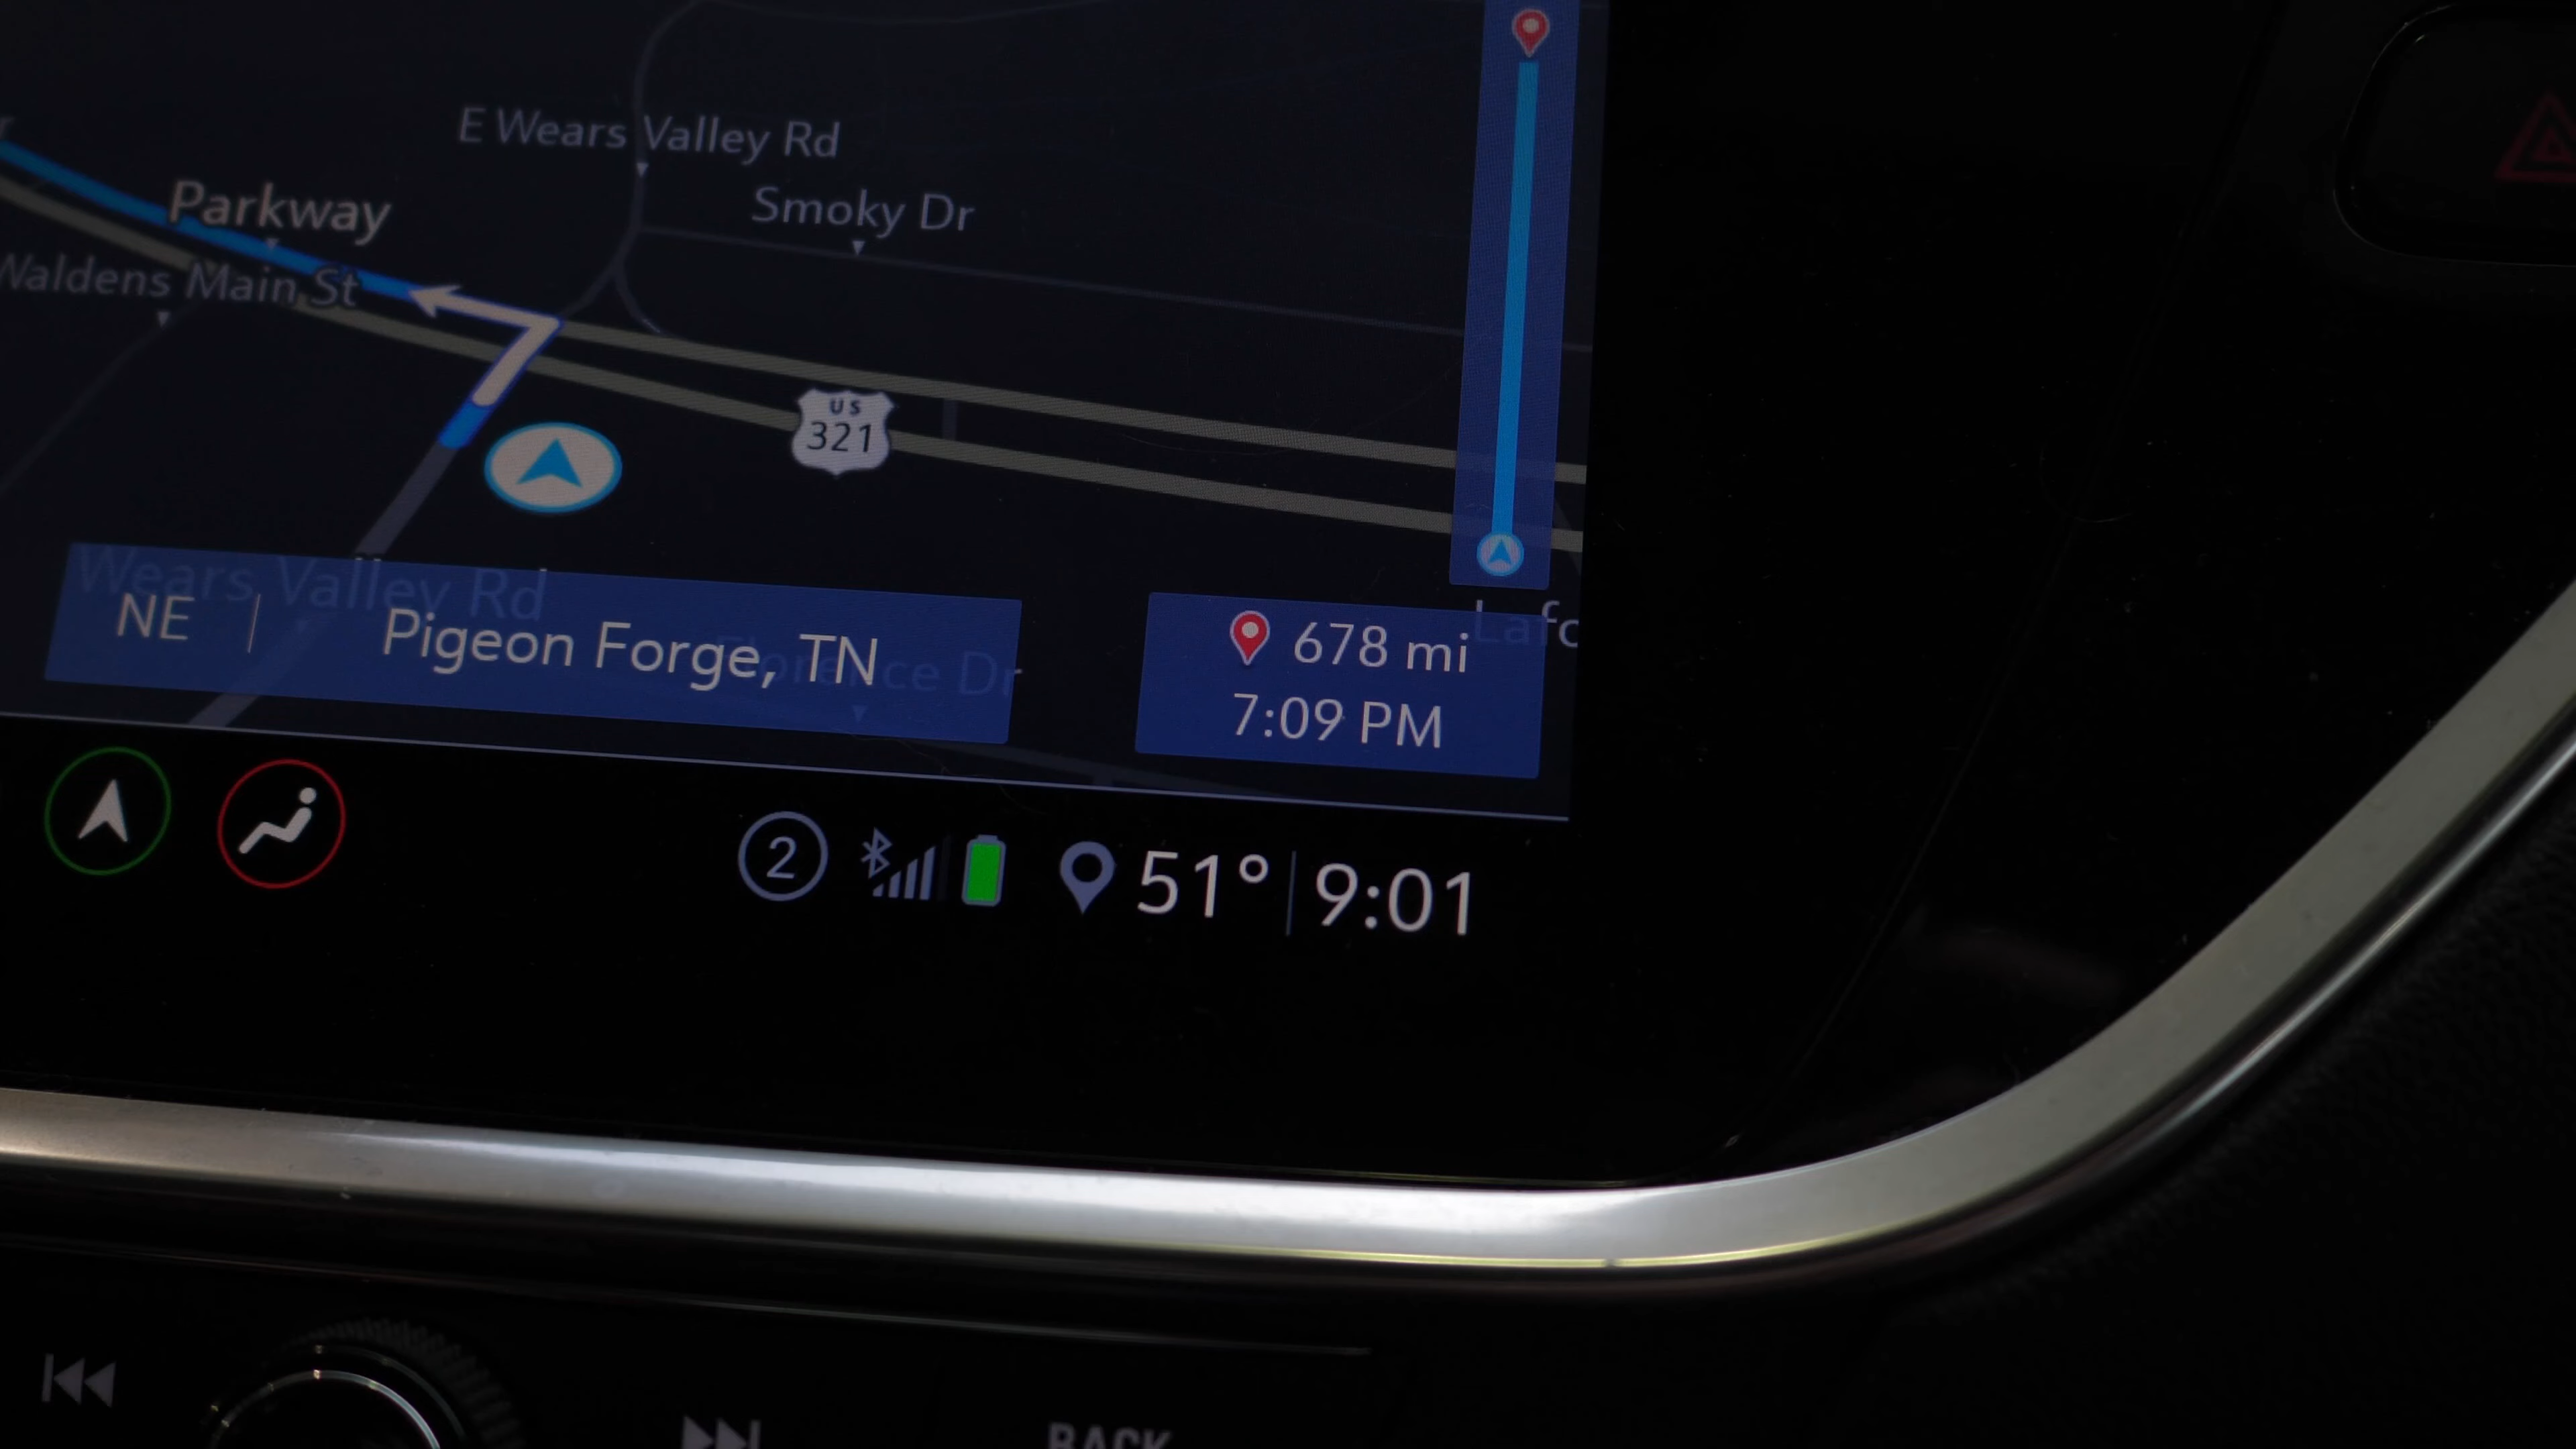 E Wears Valley Rd
Smoky Dr
Parkway
Waldens Main St
US
321
Wears Valley Rd
NE
Pigeon Forge, TN
678 mi
7:09 PM
2
51°
9:01
BACK